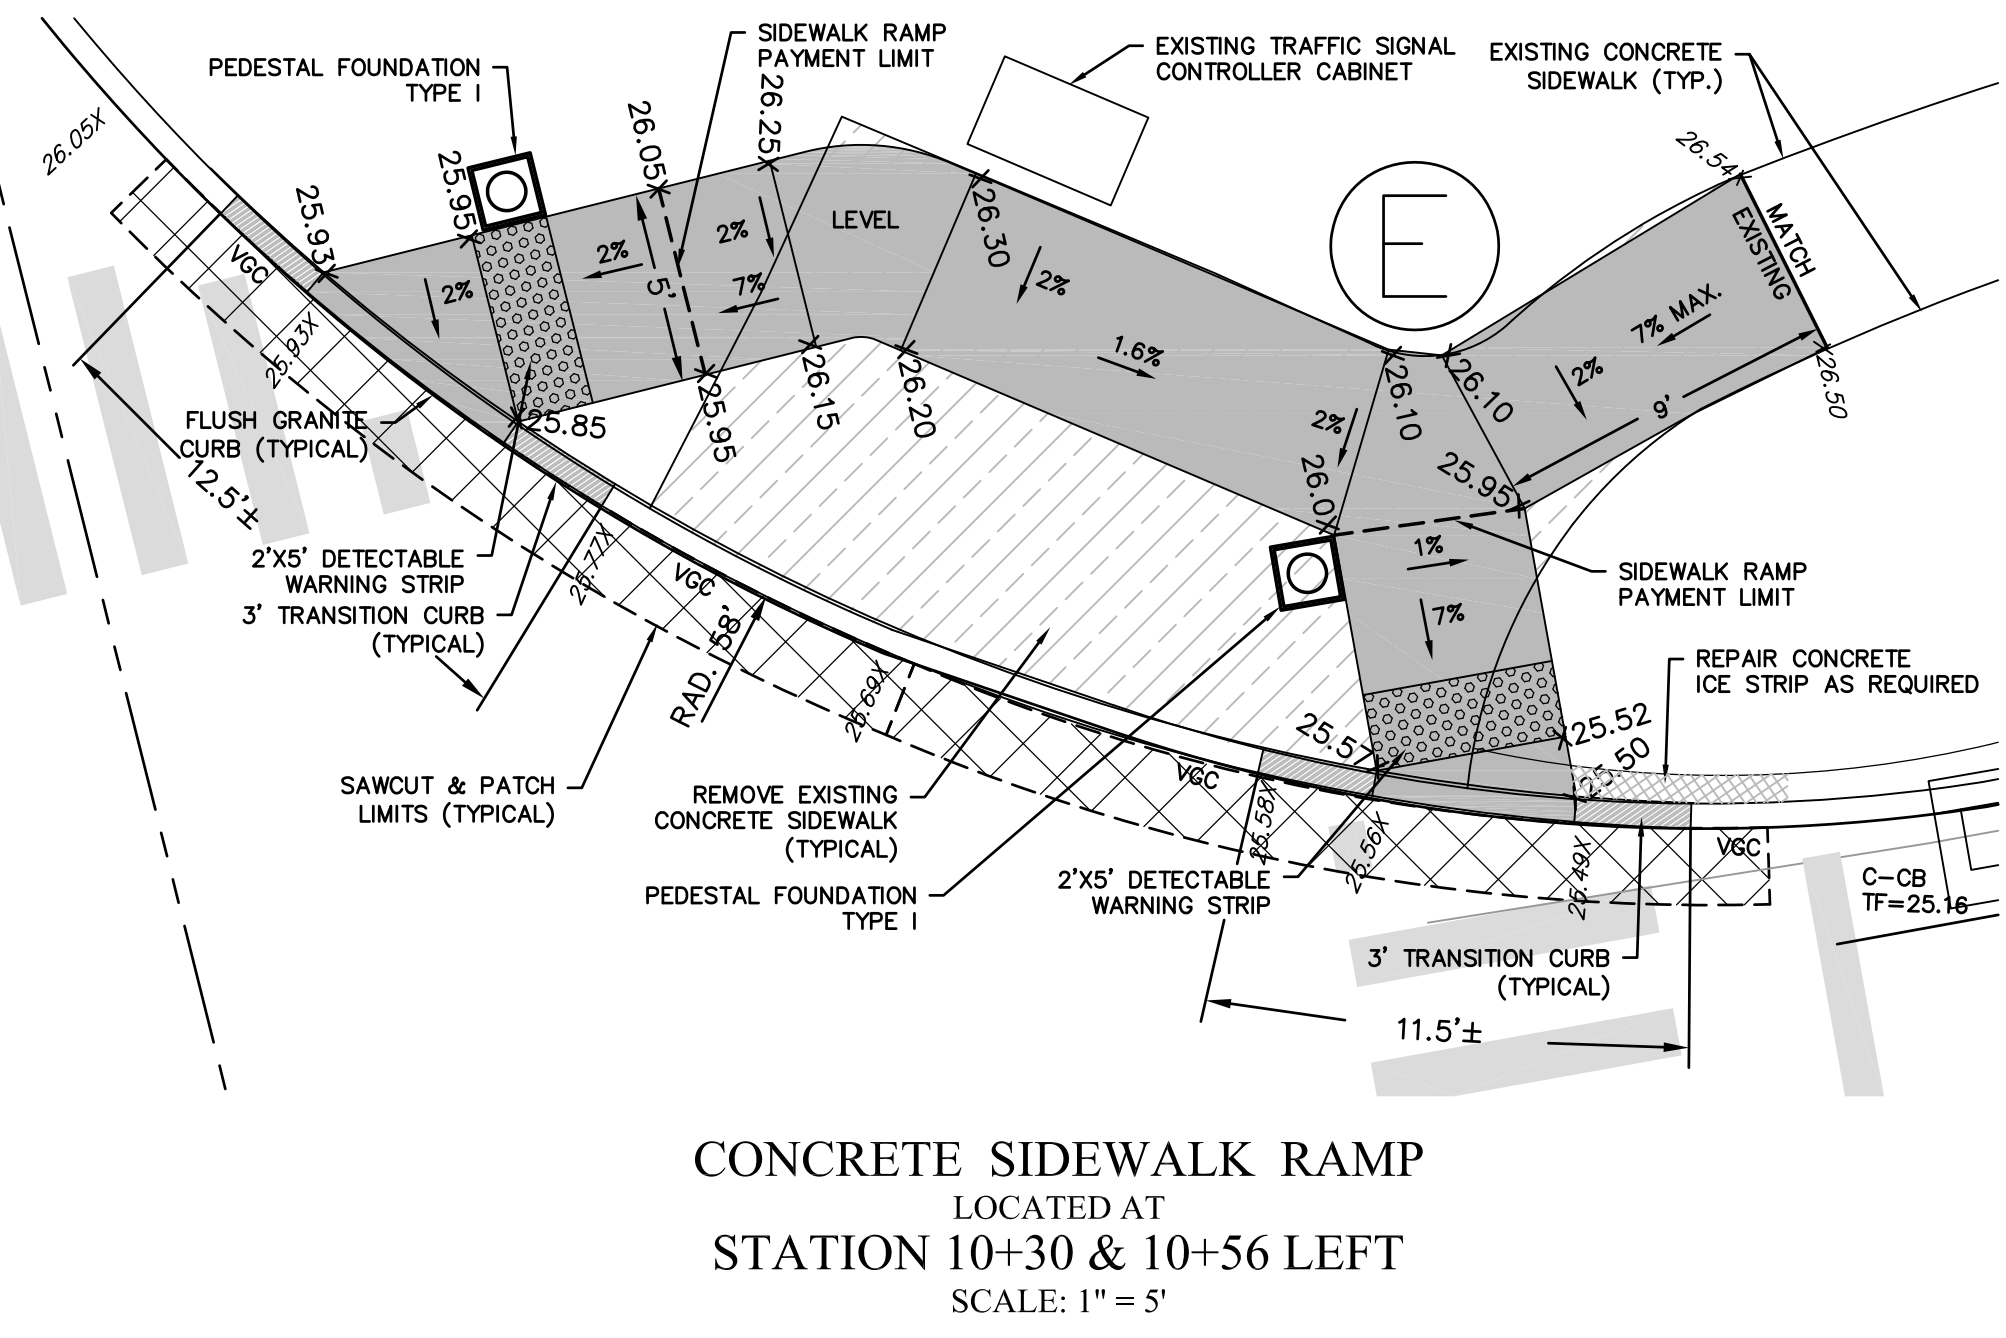 SIDEWALK RAMP
PAYMENT LIMIT
EXISTING TRAFFIC SIGNAL
CONTROLLER CABINET
EXISTING CONCRETE
SIDEWALK (TYP.)
PEDESTAL FOUNDATION
TYPE I
26.05X
25.93
25.95
26.05
26.25
26.54
MATCH
EXISTING
LEVEL
E
26.30
2%
2%
2%
2%
7%
5'
2%
1.6%
7% MAX.
2%
9'
26.50
VGC
25.93X
FLUSH GRANITE
CURB (TYPICAL)
12.5'±
25.85
25.95
26.15
26.20
2%
26.10
26.10
26.0
25.95
2'X5' DETECTABLE
WARNING STRIP
3' TRANSITION CURB
(TYPICAL)
25.77X
VGC
RAD. 58'
1%
7%
SIDEWALK RAMP
PAYMENT LIMIT
REPAIR CONCRETE
ICE STRIP AS REQUIRED
25.69X
25.57
25.52
25.50
SAWCUT & PATCH
LIMITS (TYPICAL)
REMOVE EXISTING
CONCRETE SIDEWALK
(TYPICAL)
VGC
25.58X
25.56X
25.49X
VGC
PEDESTAL FOUNDATION
TYPE I
2'X5' DETECTABLE
WARNING STRIP
C-CB
TF=25.16
3' TRANSITION CURB
(TYPICAL)
11.5'±
CONCRETE SIDEWALK RAMP
LOCATED AT
STATION 10+30 & 10+56 LEFT
SCALE: 1" = 5'